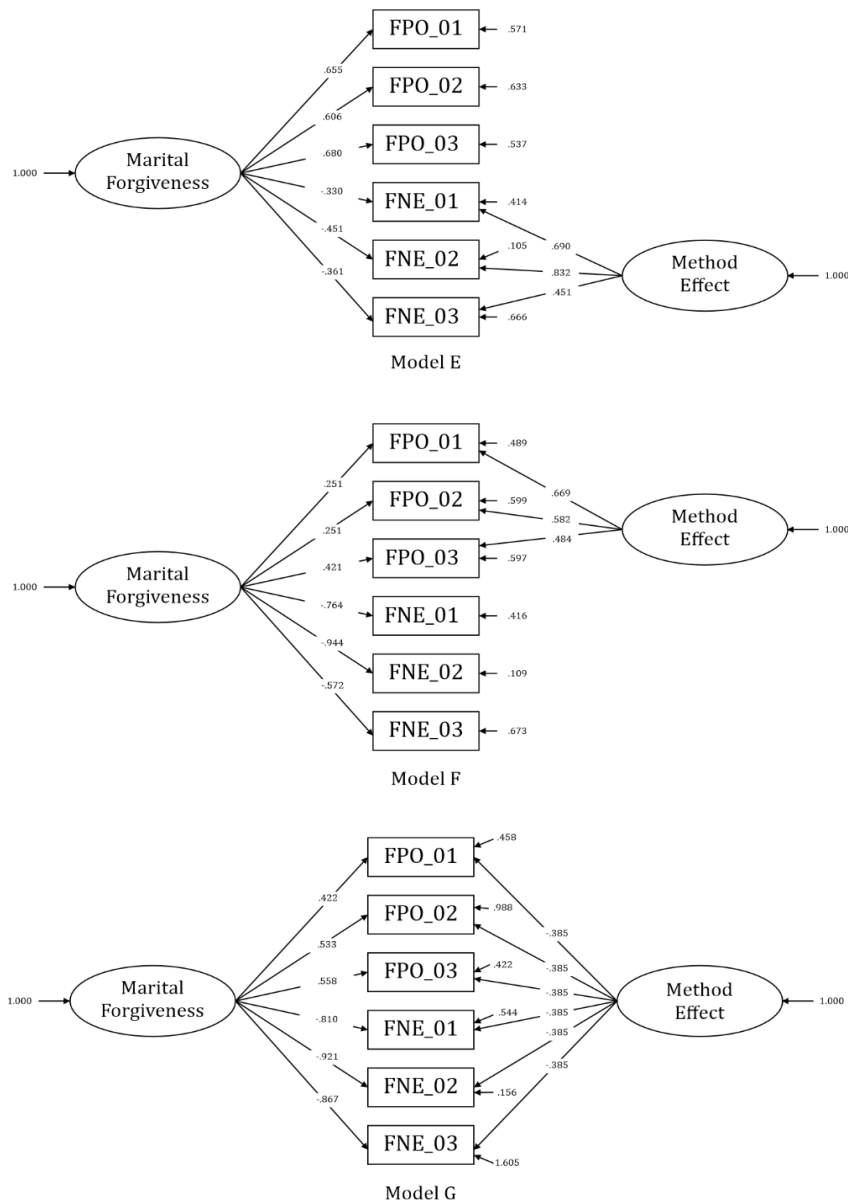 FPO_01
.571
.655
FPO_02
.633
.606
Marital
Forgiveness
1.000
FPO_03
.537
.680
FNE_01
.414
-.330
.690
FNE_02
.105
-.451
.832
Method
Effect
1.000
FNE_03
.666
-.361
.451
Model E
FPO_01
.489
.251
.669
FPO_02
.599
.251
.582
Method
Effect
1.000
FPO_03
.597
.421
.484
Marital
Forgiveness
1.000
FNE_01
.416
-.764
FNE_02
.109
-.944
FNE_03
.673
-.572
Model F
FPO_01
.458
.422
-.385
FPO_02
.988
.533
-.385
FPO_03
.422
.558
-.385
Marital
Forgiveness
1.000
Method
Effect
1.000
FNE_01
.544
-.810
-.385
FNE_02
.156
-.921
-.385
FNE_03
1.605
-.867
-.385
Model G